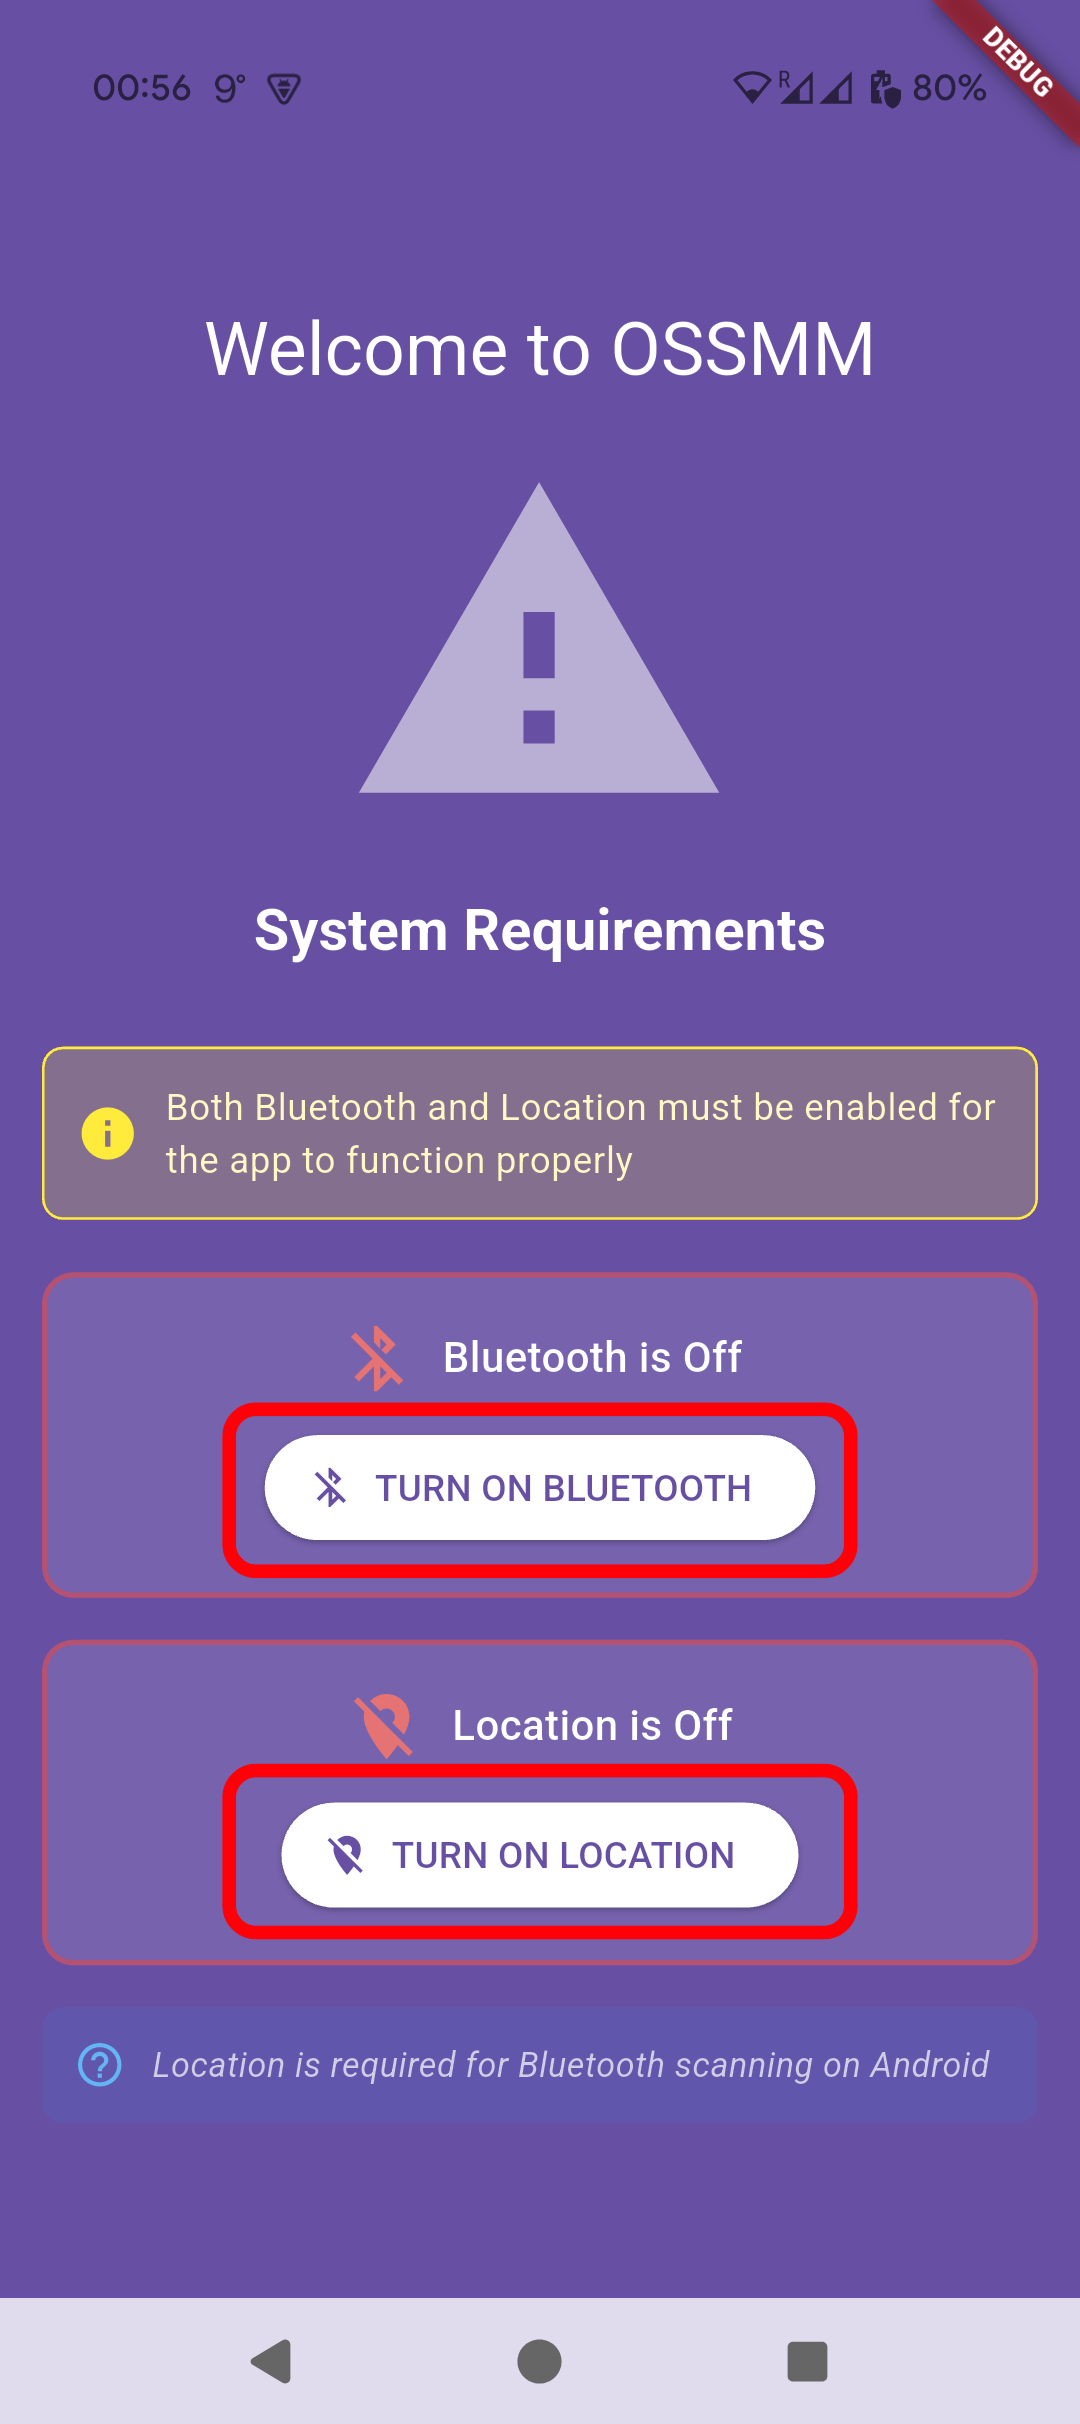 00:56 9° R 80%
DEBUG
Welcome to OSSMM
System Requirements
Both Bluetooth and Location must be enabled for
the app to function properly
Bluetooth is Off
TURN ON BLUETOOTH
Location is Off
TURN ON LOCATION
Location is required for Bluetooth scanning on Android